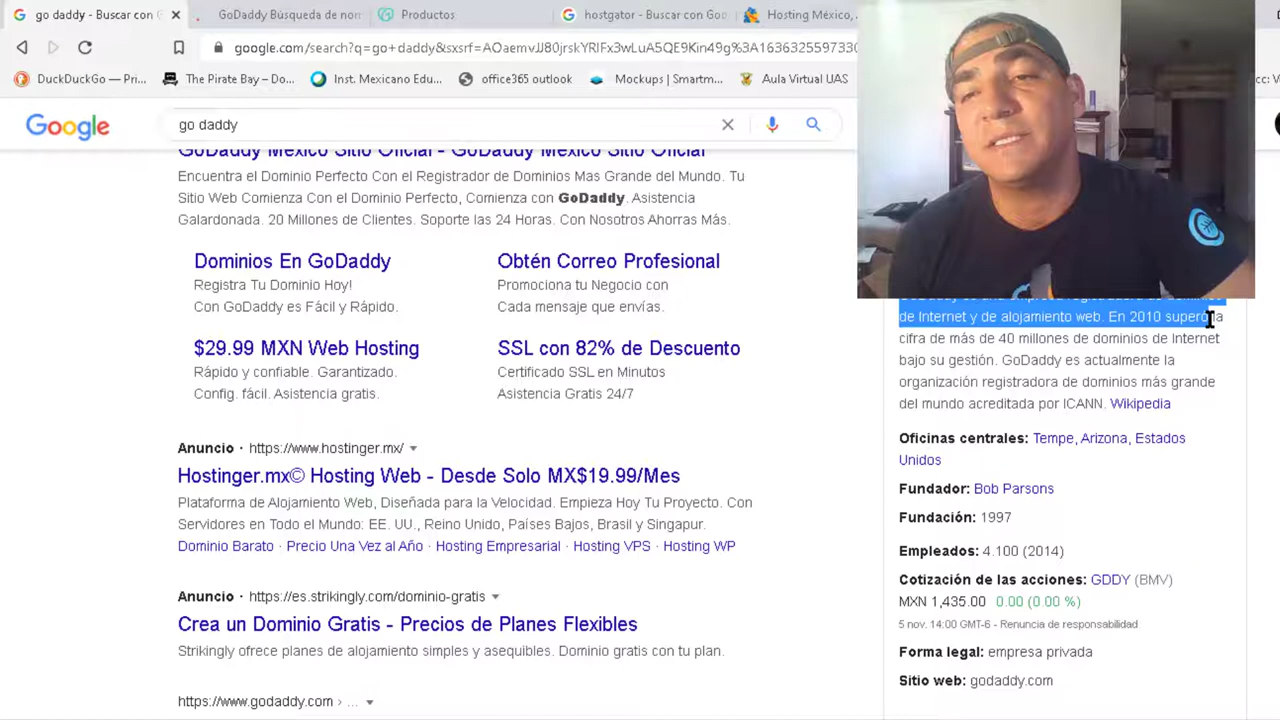 go daddy - Buscar con G
GoDaddy Búsqueda de nom
Productos
hostgator - Buscar con Goo
Hosting México,
google.com/search?q=go+daddy&sxsrf=AOaemvJJ80jrskYRIFx3wLuA5QE9Kin49g%3A1636325597330
DuckDuckGo — Pri...
The Pirate Bay – Do...
Inst. Mexicano Edu...
office365 outlook
Mockups | Smartm...
Aula Virtual UAS
Google
go daddy
GoDaddy México Sitio Oficial - GoDaddy México Sitio Oficial
Encuentra el Dominio Perfecto Con el Registrador de Dominios Mas Grande del Mundo. Tu
Sitio Web Comienza Con el Dominio Perfecto, Comienza con GoDaddy. Asistencia
Galardonada. 20 Millones de Clientes. Soporte las 24 Horas. Con Nosotros Ahorras Más.
Dominios En GoDaddy
Registra Tu Dominio Hoy!
Con GoDaddy es Fácil y Rápido.
Obtén Correo Profesional
Promociona tu Negocio con
Cada mensaje que envías.
$29.99 MXN Web Hosting
Rápido y confiable. Garantizado.
Config. fácil. Asistencia gratis.
SSL con 82% de Descuento
Certificado SSL en Minutos
Asistencia Gratis 24/7
Anuncio · https://www.hostinger.mx/
Hostinger.mx© Hosting Web - Desde Solo MX$19.99/Mes
Plataforma de Alojamiento Web, Diseñada para la Velocidad. Empieza Hoy Tu Proyecto. Con
Servidores en Todo el Mundo: EE. UU., Reino Unido, Países Bajos, Brasil y Singapur.
Dominio Barato · Precio Una Vez al Año · Hosting Empresarial · Hosting VPS · Hosting WP
Anuncio · https://es.strikingly.com/dominio-gratis
Crea un Dominio Gratis - Precios de Planes Flexibles
Strikingly ofrece planes de alojamiento simples y asequibles. Dominio gratis con tu plan.
https://www.godaddy.com › ...
de Internet y de alojamiento web. En 2010 superó la
cifra de más de 40 millones de dominios de Internet
bajo su gestión. GoDaddy es actualmente la
organización registradora de dominios más grande
del mundo acreditada por ICANN. Wikipedia
Oficinas centrales: Tempe, Arizona, Estados
Unidos
Fundador: Bob Parsons
Fundación: 1997
Empleados: 4.100 (2014)
Cotización de las acciones: GDDY (BMV)
MXN 1,435.00 0.00 (0.00 %)
5 nov. 14:00 GMT-6 - Renuncia de responsabilidad
Forma legal: empresa privada
Sitio web: godaddy.com